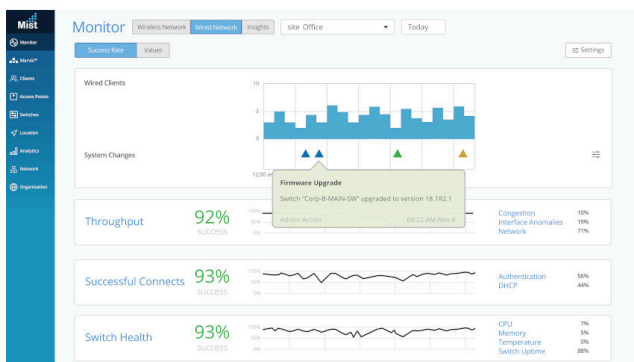 Mist
Monitor
Wireless Network
Wired Network
Insights
site Office
Today
Monitor
Marvis™
Clients
Access Points
Switches
Location
Analytics
Network
Organization
Success Rate
Values
Settings
Wired Clients
10
5
0
System Changes
12:00 am
Firmware Upgrade
Switch "Corp-B-MAIN-SW" upgraded to version 18.1R2.1
Admin Action
09:22 AM Nov 8
Throughput
92%
success
100%
50%
0%
Congestion 10%
Interface Anomalies 19%
Network 71%
Successful Connects
93%
success
100%
50%
0%
Authentication 56%
DHCP 44%
Switch Health
93%
success
100%
50%
0%
CPU 7%
Memory 5%
Temperature 0%
Switch Uptime 88%